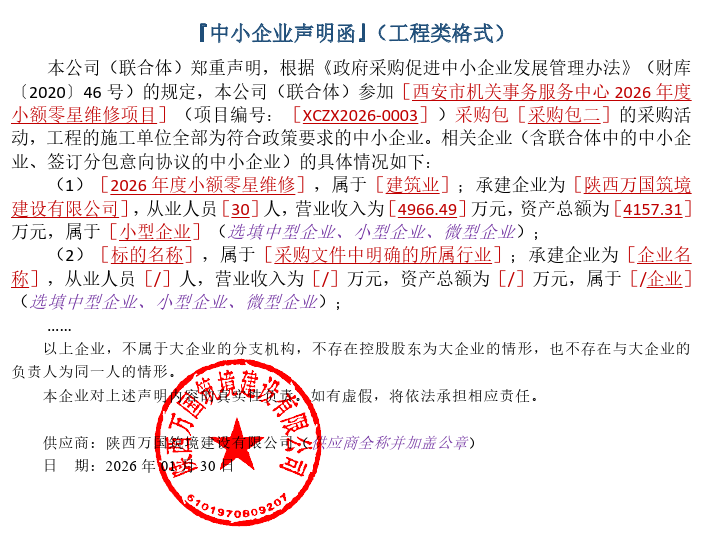 『中小企业声明函』（工程类格式）
本公司（联合体）郑重声明，根据《政府采购促进中小企业发展管理办法》（财库
〔2020〕46 号）的规定，本公司（联合体）参加［西安市机关事务服务中心 2026 年度
小额零星维修项目］（项目编号：［XCZX2026-0003］）采购包［采购包二］的采购活
动，工程的施工单位全部为符合政策要求的中小企业。相关企业（含联合体中的中小企
业、签订分包意向协议的中小企业）的具体情况如下：
（1）［2026 年度小额零星维修］，属于［建筑业］；承建企业为［陕西万国筑境
建设有限公司］，从业人员［30］人，营业收入为［4966.49］万元，资产总额为［4157.31］
万元，属于［小型企业］（选填中型企业、小型企业、微型企业）；
（2）［标的名称］，属于［采购文件中明确的所属行业］；承建企业为［企业名
称］，从业人员［/］人，营业收入为［/］万元，资产总额为［/］万元，属于［/企业］
（选填中型企业、小型企业、微型企业）；
……
以上企业，不属于大企业的分支机构，不存在控股股东为大企业的情形，也不存在与大企业的
负责人为同一人的情形。
本企业对上述声明内容的真实性负责。如有虚假，将依法承担相应责任。
供应商：陕西万国筑境建设有限公司（供应商全称并加盖公章）
日　期：2026 年 01 月 30 日
陕西万国筑境建设有限公司
6101970809207